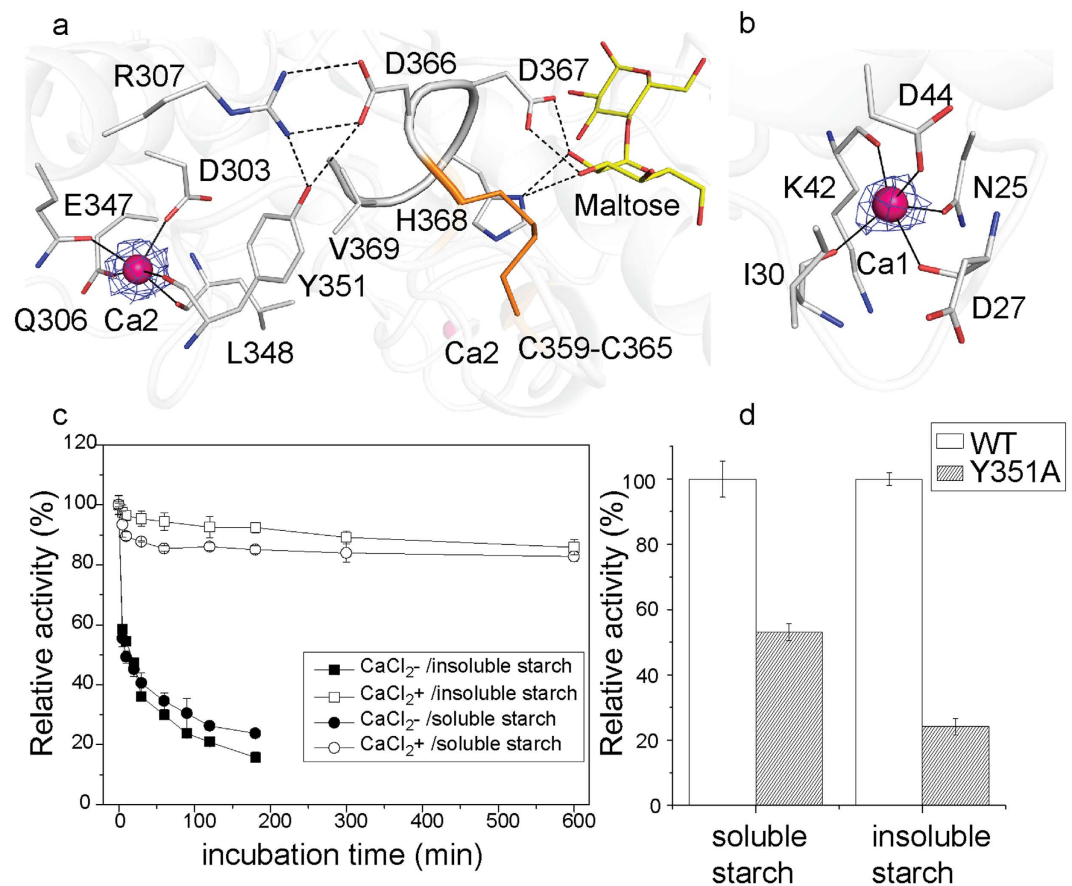 a
R307
D366
D367
D303
E347
H368
Maltose
V369
Y351
Q306
Ca2
L348
Ca2
C359-C365
b
D44
K42
N25
I30
Ca1
D27
c
Relative activity (%)
120
100
80
60
40
20
0
0
100
200
300
400
500
600
incubation time (min)
CaCl2- /insoluble starch
CaCl2+ /insoluble starch
CaCl2- /soluble starch
CaCl2+ /soluble starch
d
WT
Y351A
Relative activity (%)
100
80
60
40
20
0
soluble
starch
insoluble
starch